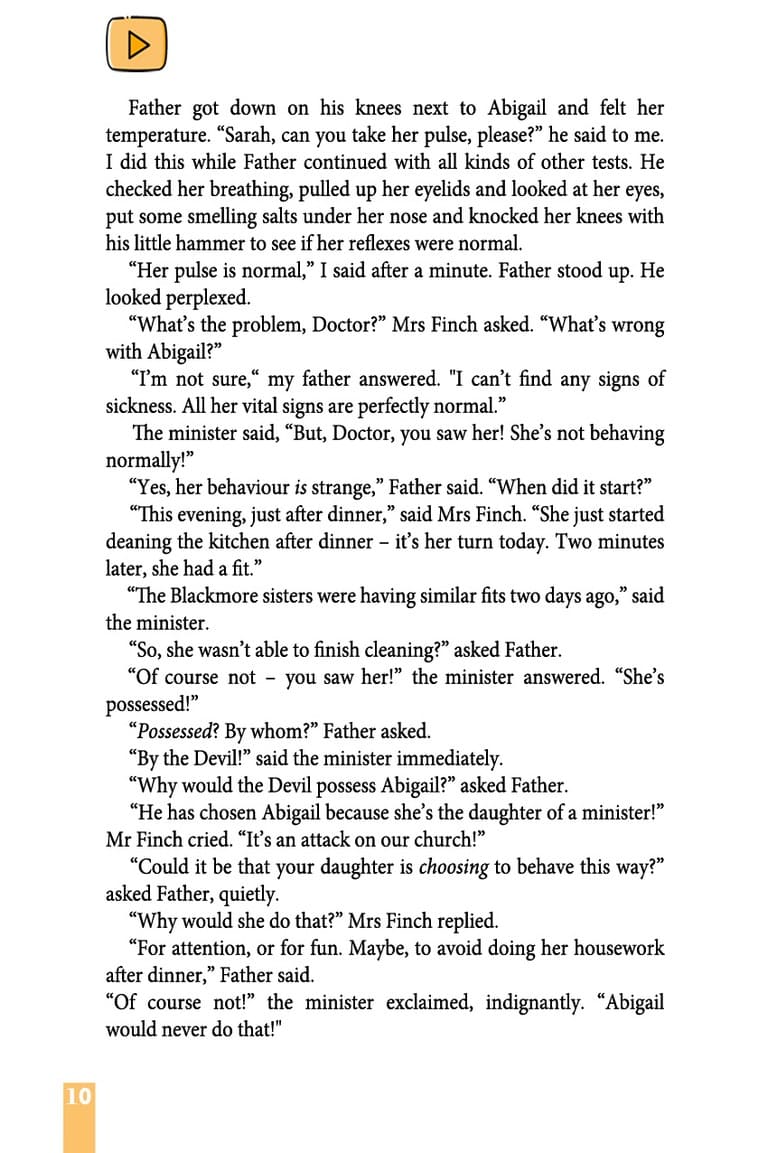 Father got down on his knees next to Abigail and felt her
temperature. “Sarah, can you take her pulse, please?” he said to me.
I did this while Father continued with all kinds of other tests. He
checked her breathing, pulled up her eyelids and looked at her eyes,
put some smelling salts under her nose and knocked her knees with
his little hammer to see if her reflexes were normal.
“Her pulse is normal,” I said after a minute. Father stood up. He
looked perplexed.
“What’s the problem, Doctor?” Mrs Finch asked. “What’s wrong
with Abigail?”
“I’m not sure,“ my father answered. "I can’t find any signs of
sickness. All her vital signs are perfectly normal.”
The minister said, “But, Doctor, you saw her! She’s not behaving
normally!”
“Yes, her behaviour is strange,” Father said. “When did it start?”
“This evening, just after dinner,” said Mrs Finch. “She just started
deaning the kitchen after dinner – it’s her turn today. Two minutes
later, she had a fit.”
“The Blackmore sisters were having similar fits two days ago,” said
the minister.
“So, she wasn’t able to finish cleaning?” asked Father.
“Of course not – you saw her!” the minister answered. “She’s
possessed!”
“Possessed? By whom?” Father asked.
“By the Devil!” said the minister immediately.
“Why would the Devil possess Abigail?” asked Father.
“He has chosen Abigail because she’s the daughter of a minister!”
Mr Finch cried. “It’s an attack on our church!”
“Could it be that your daughter is choosing to behave this way?”
asked Father, quietly.
“Why would she do that?” Mrs Finch replied.
“For attention, or for fun. Maybe, to avoid doing her housework
after dinner,” Father said.
“Of course not!” the minister exclaimed, indignantly. “Abigail
would never do that!"
10